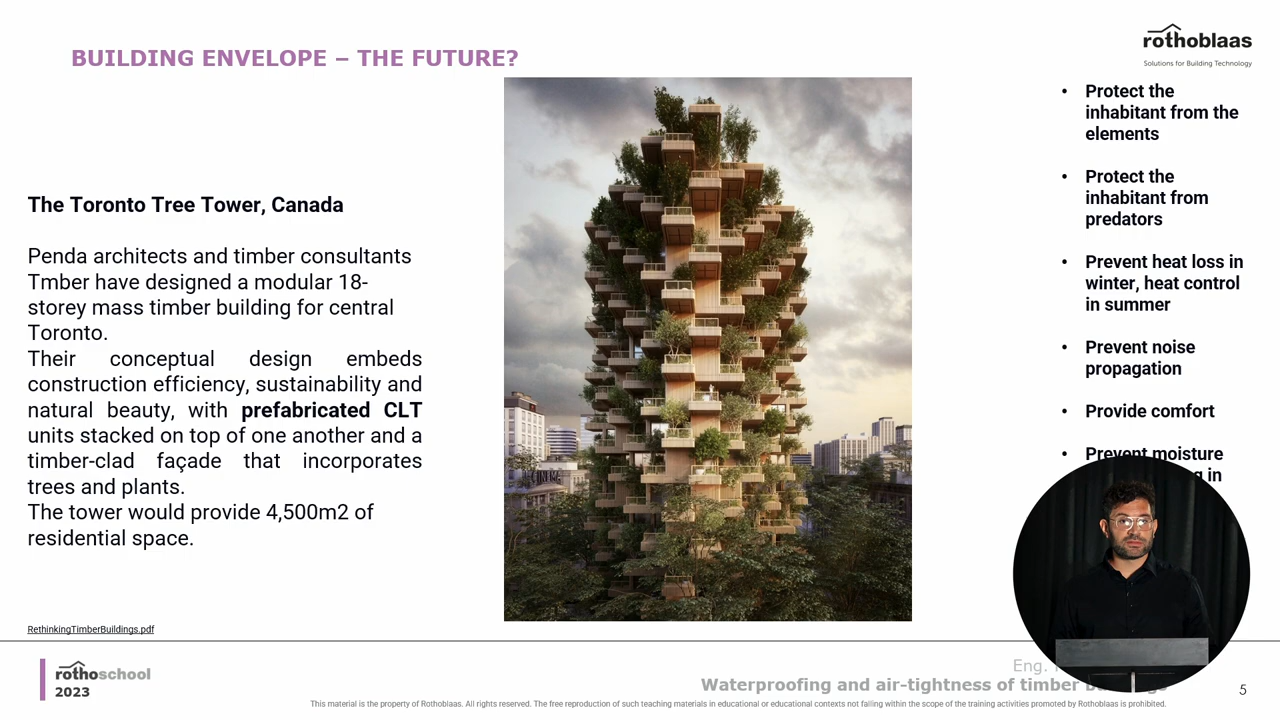 BUILDING ENVELOPE – THE FUTURE?
rothoblaas
Solutions for Building Technology
The Toronto Tree Tower, Canada
Penda architects and timber consultants
Tmber have designed a modular 18-
storey mass timber building for central
Toronto.
Their conceptual design embeds
construction efficiency, sustainability and
natural beauty, with prefabricated CLT
units stacked on top of one another and a
timber-clad façade that incorporates
trees and plants.
The tower would provide 4,500m2 of
residential space.
RethinkingTimberBuildings.pdf
• Protect the
inhabitant from the
elements
• Protect the
inhabitant from
predators
• Prevent heat loss in
winter, heat control
in summer
• Prevent noise
propagation
• Provide comfort
• Prevent moisture
in
rothoschool
2023
Eng.
Waterproofing and air-tightness of timber
This material is the property of Rothoblaas. All rights reserved. The free reproduction of such teaching materials in educational or educational contexts not falling within the scope of the training activities promoted by Rothoblaas is prohibited.
5